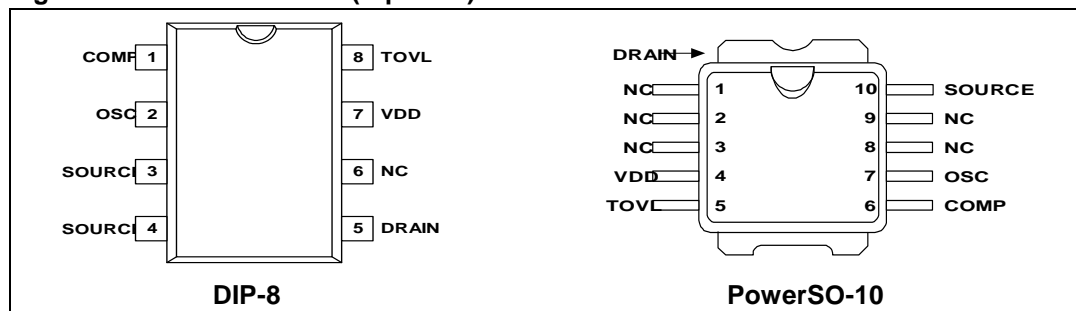 COMP 1 8 TOVL
OSC 2 7 VDD
SOURCE 3 6 NC
SOURCE 4 5 DRAIN
DIP-8
DRAIN
NC 1 10 SOURCE
NC 2 9 NC
NC 3 8 NC
VDD 4 7 OSC
TOVL 5 6 COMP
PowerSO-10